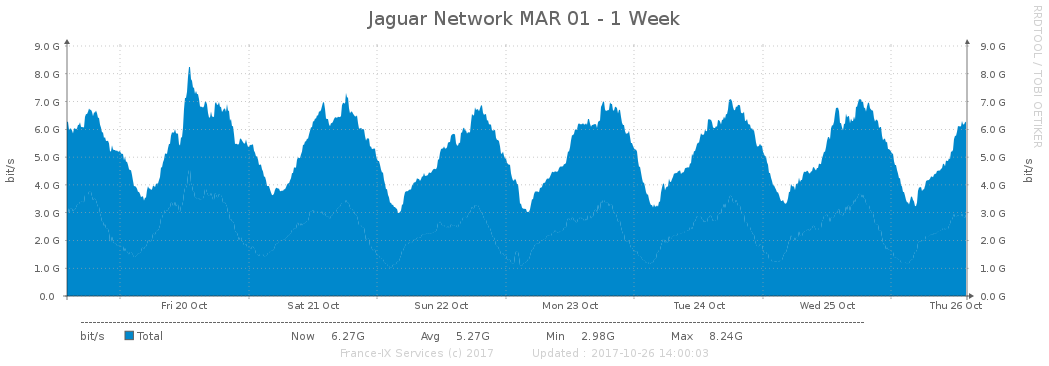 Jaguar Network MAR 01 - 1 Week
RRDTOOL / TOBI OETIKER
bit/s
9.0 G
8.0 G
7.0 G
6.0 G
5.0 G
4.0 G
3.0 G
2.0 G
1.0 G
0.0
9.0 G
8.0 G
7.0 G
6.0 G
5.0 G
4.0 G
3.0 G
2.0 G
1.0 G
0.0 G
bit/s
Fri 20 Oct Sat 21 Oct Sun 22 Oct Mon 23 Oct Tue 24 Oct Wed 25 Oct Thu 26 Oct
bit/s Total Now 6.27G Avg 5.27G Min 2.98G Max 8.24G
France-IX Services (c) 2017 Updated : 2017-10-26 14:00:03